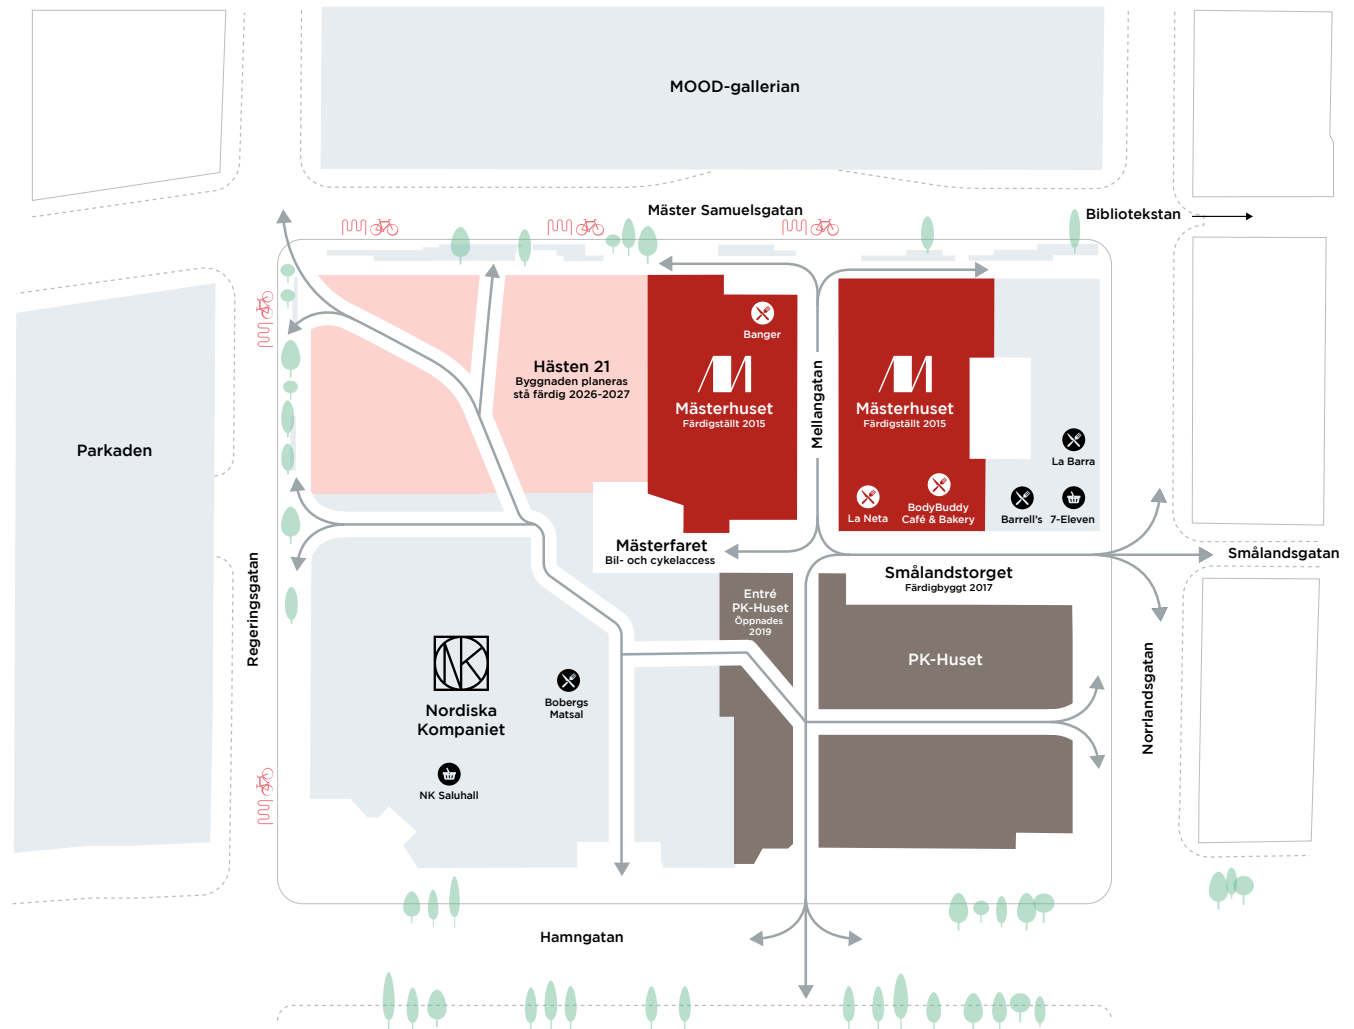 MOOD-gallerian
Mäster Samuelsgatan
Bibliotekstan
Banger
Hästen 21
Byggnaden planeras
stå färdig 2026-2027
Mästerhuset
Färdigställt 2015
Mellangatan
Mästerhuset
Färdigställt 2015
Parkaden
La Barra
La Neta
BodyBuddy
Café & Bakery
Barrell's
7-Eleven
Mästerfaret
Bil- och cykelaccess
Smålandsgatan
Smålandstorget
Färdigbyggt 2017
Entré
PK-Huset
Öppnades
2019
Regeringsgatan
PK-Huset
Norrlandsgatan
NK
Nordiska
Kompaniet
Bobergs
Matsal
NK Saluhall
Hamngatan